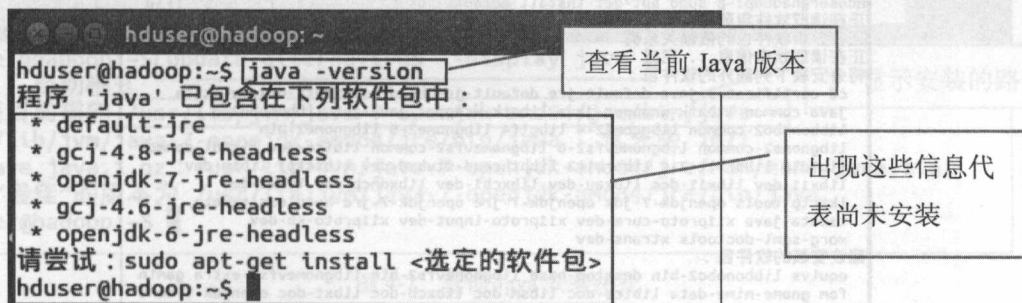 hduser@hadoop: ~
hduser@hadoop:~$ java -version
查看当前 Java 版本
程序 'java' 已包含在下列软件包中：
* default-jre
* gcj-4.8-jre-headless
* openjdk-7-jre-headless
* gcj-4.6-jre-headless
* openjdk-6-jre-headless
出现这些信息代
表尚未安装
请尝试：sudo apt-get install <选定的软件包>
hduser@hadoop:~$